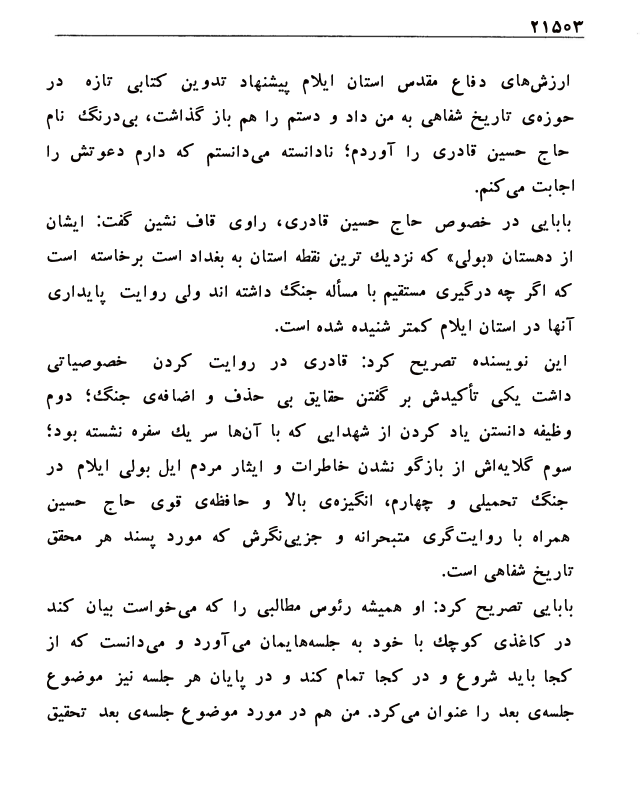 ۲۱۵۰۳
ارزش‌های دفاع مقدس استان ایلام پیشنهاد تدوین کتابی تازه در
حوزه‌ی تاریخ شفاهی به من داد و دستم را هم باز گذاشت، بی‌درنگ نام
حاج حسین قادری را آوردم؛ نادانسته می‌دانستم که دارم دعوتش را
اجابت می‌کنم.
بابایی در خصوص حاج حسین قادری، راوی قاف نشین گفت: ایشان
از دهستان «بولی» که نزدیك ترین نقطه استان به بغداد است برخاسته است
که اگر چه درگیری مستقیم با مسأله جنگ داشته اند ولی روایت پایداری
آنها در استان ایلام کمتر شنیده شده است.
این نویسنده تصریح کرد: قادری در روایت کردن خصوصیاتی
داشت یکی تأکیدش بر گفتن حقایق بی حذف و اضافه‌ی جنگ؛ دوم
وظیفه دانستن یاد کردن از شهدایی که با آن‌ها سر یك سفره نشسته بود؛
سوم گلایه‌اش از بازگو نشدن خاطرات و ایثار مردم ایل بولی ایلام در
جنگ تحمیلی و چهارم، انگیزه‌ی بالا و حافظه‌ی قوی حاج حسین
همراه با روایت‌گری متبحرانه و جزیی‌نگرش که مورد پسند هر محقق
تاریخ شفاهی است.
بابایی تصریح کرد: او همیشه رئوس مطالبی را که می‌خواست بیان کند
در کاغذی کوچك با خود به جلسه‌هایمان می‌آورد و می‌دانست که از
کجا باید شروع و در کجا تمام کند و در پایان هر جلسه نیز موضوع
جلسه‌ی بعد را عنوان می‌کرد. من هم در مورد موضوع جلسه‌ی بعد تحقیق